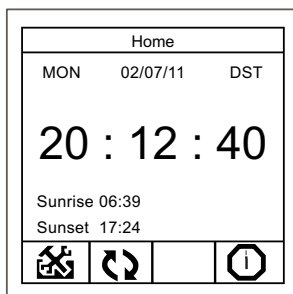 Home
MON 02/07/11 DST
20 : 12 : 40
Sunrise 06:39
Sunset 17:24
i